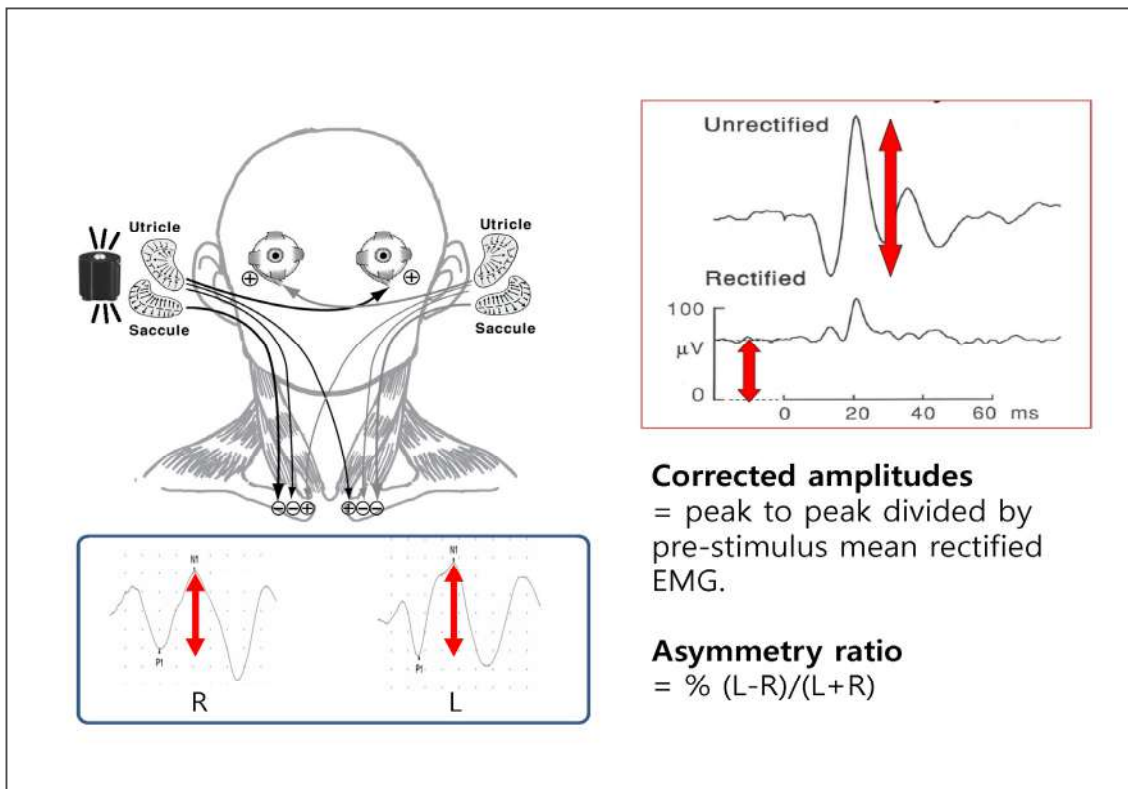 Utricle
Saccule
Utricle
Saccule
⊕
⊕
⊖⊖⊕
⊕⊖⊖
N1
P1
R
N1
P1
L
Unrectified
Rectified
100
μV
0
0 20 40 60 ms
Corrected amplitudes
= peak to peak divided by
pre-stimulus mean rectified
EMG.
Asymmetry ratio
= % (L-R)/(L+R)